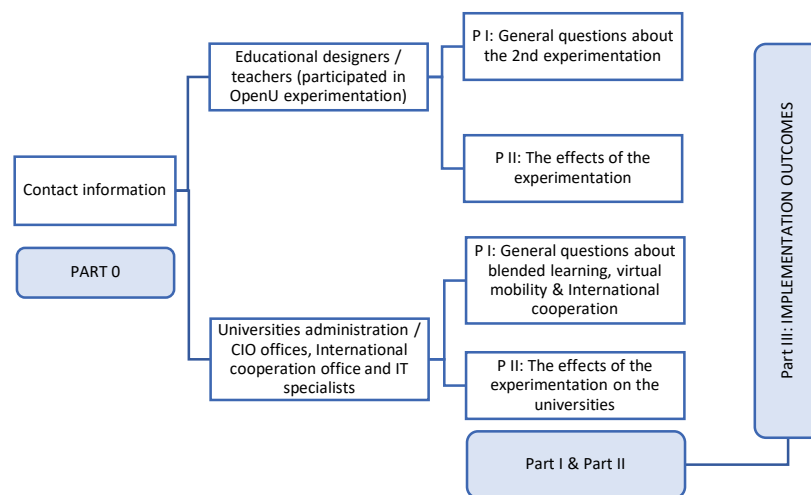 Contact information
PART 0
Educational designers /
teachers (participated in
OpenU experimentation)
P I: General questions about
the 2nd experimentation
P II: The effects of the
experimentation
Universities administration /
CIO offices, International
cooperation office and IT
specialists
P I: General questions about
blended learning, virtual
mobility & International
cooperation
P II: The effects of the
experimentation on the
universities
Part I & Part II
Part III: IMPLEMENTATION OUTCOMES